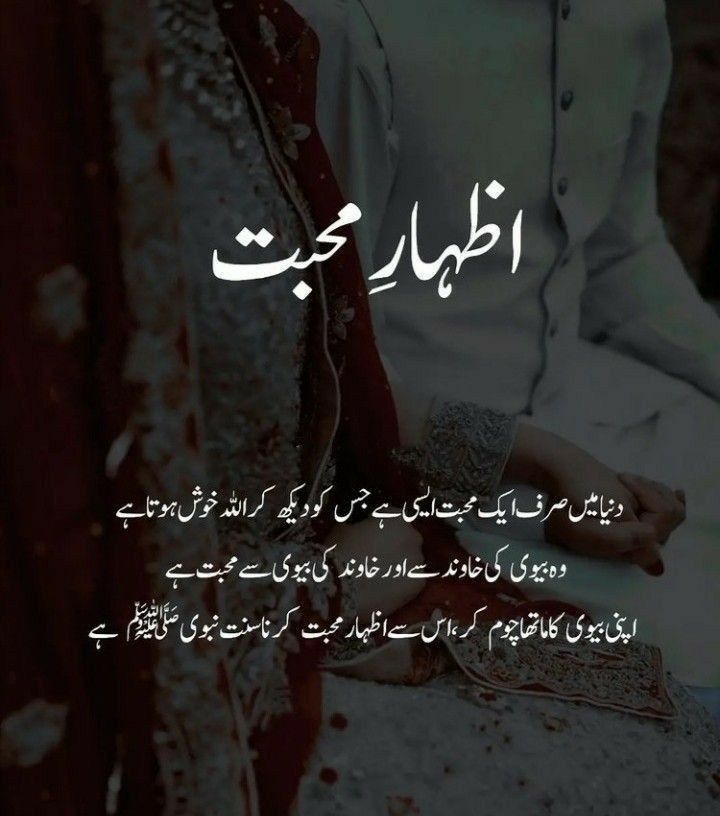 اظہارِ محبت
دنیا میں صرف ایک محبت ایسی ہے جس کو دیکھ کر اللہ خوش ہوتا ہے
وہ بیوی کی خاوند سے اور خاوند کی بیوی سے محبت ہے
اپنی بیوی کا ماتھا چوم کر، اس سے اظہار محبت کرنا سنت نبوی ﷺ ہے